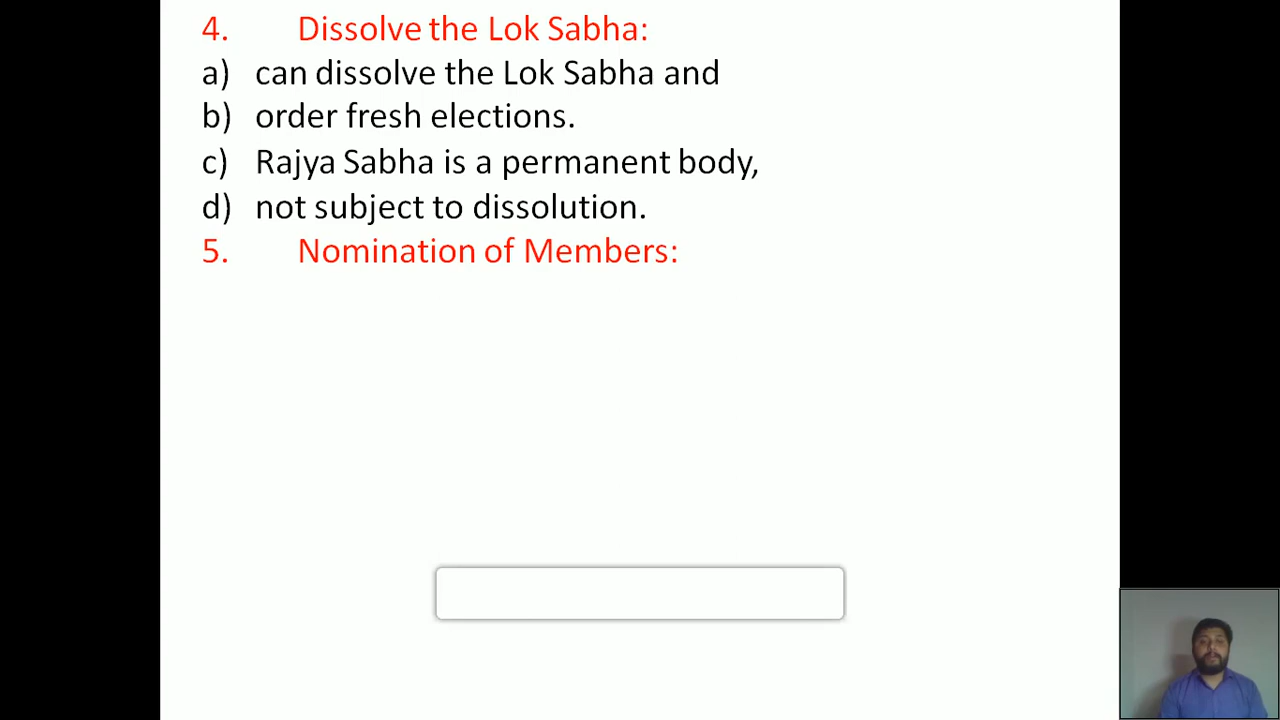 4. Dissolve the Lok Sabha:
a) can dissolve the Lok Sabha and
b) order fresh elections.
c) Rajya Sabha is a permanent body,
d) not subject to dissolution.
5. Nomination of Members: